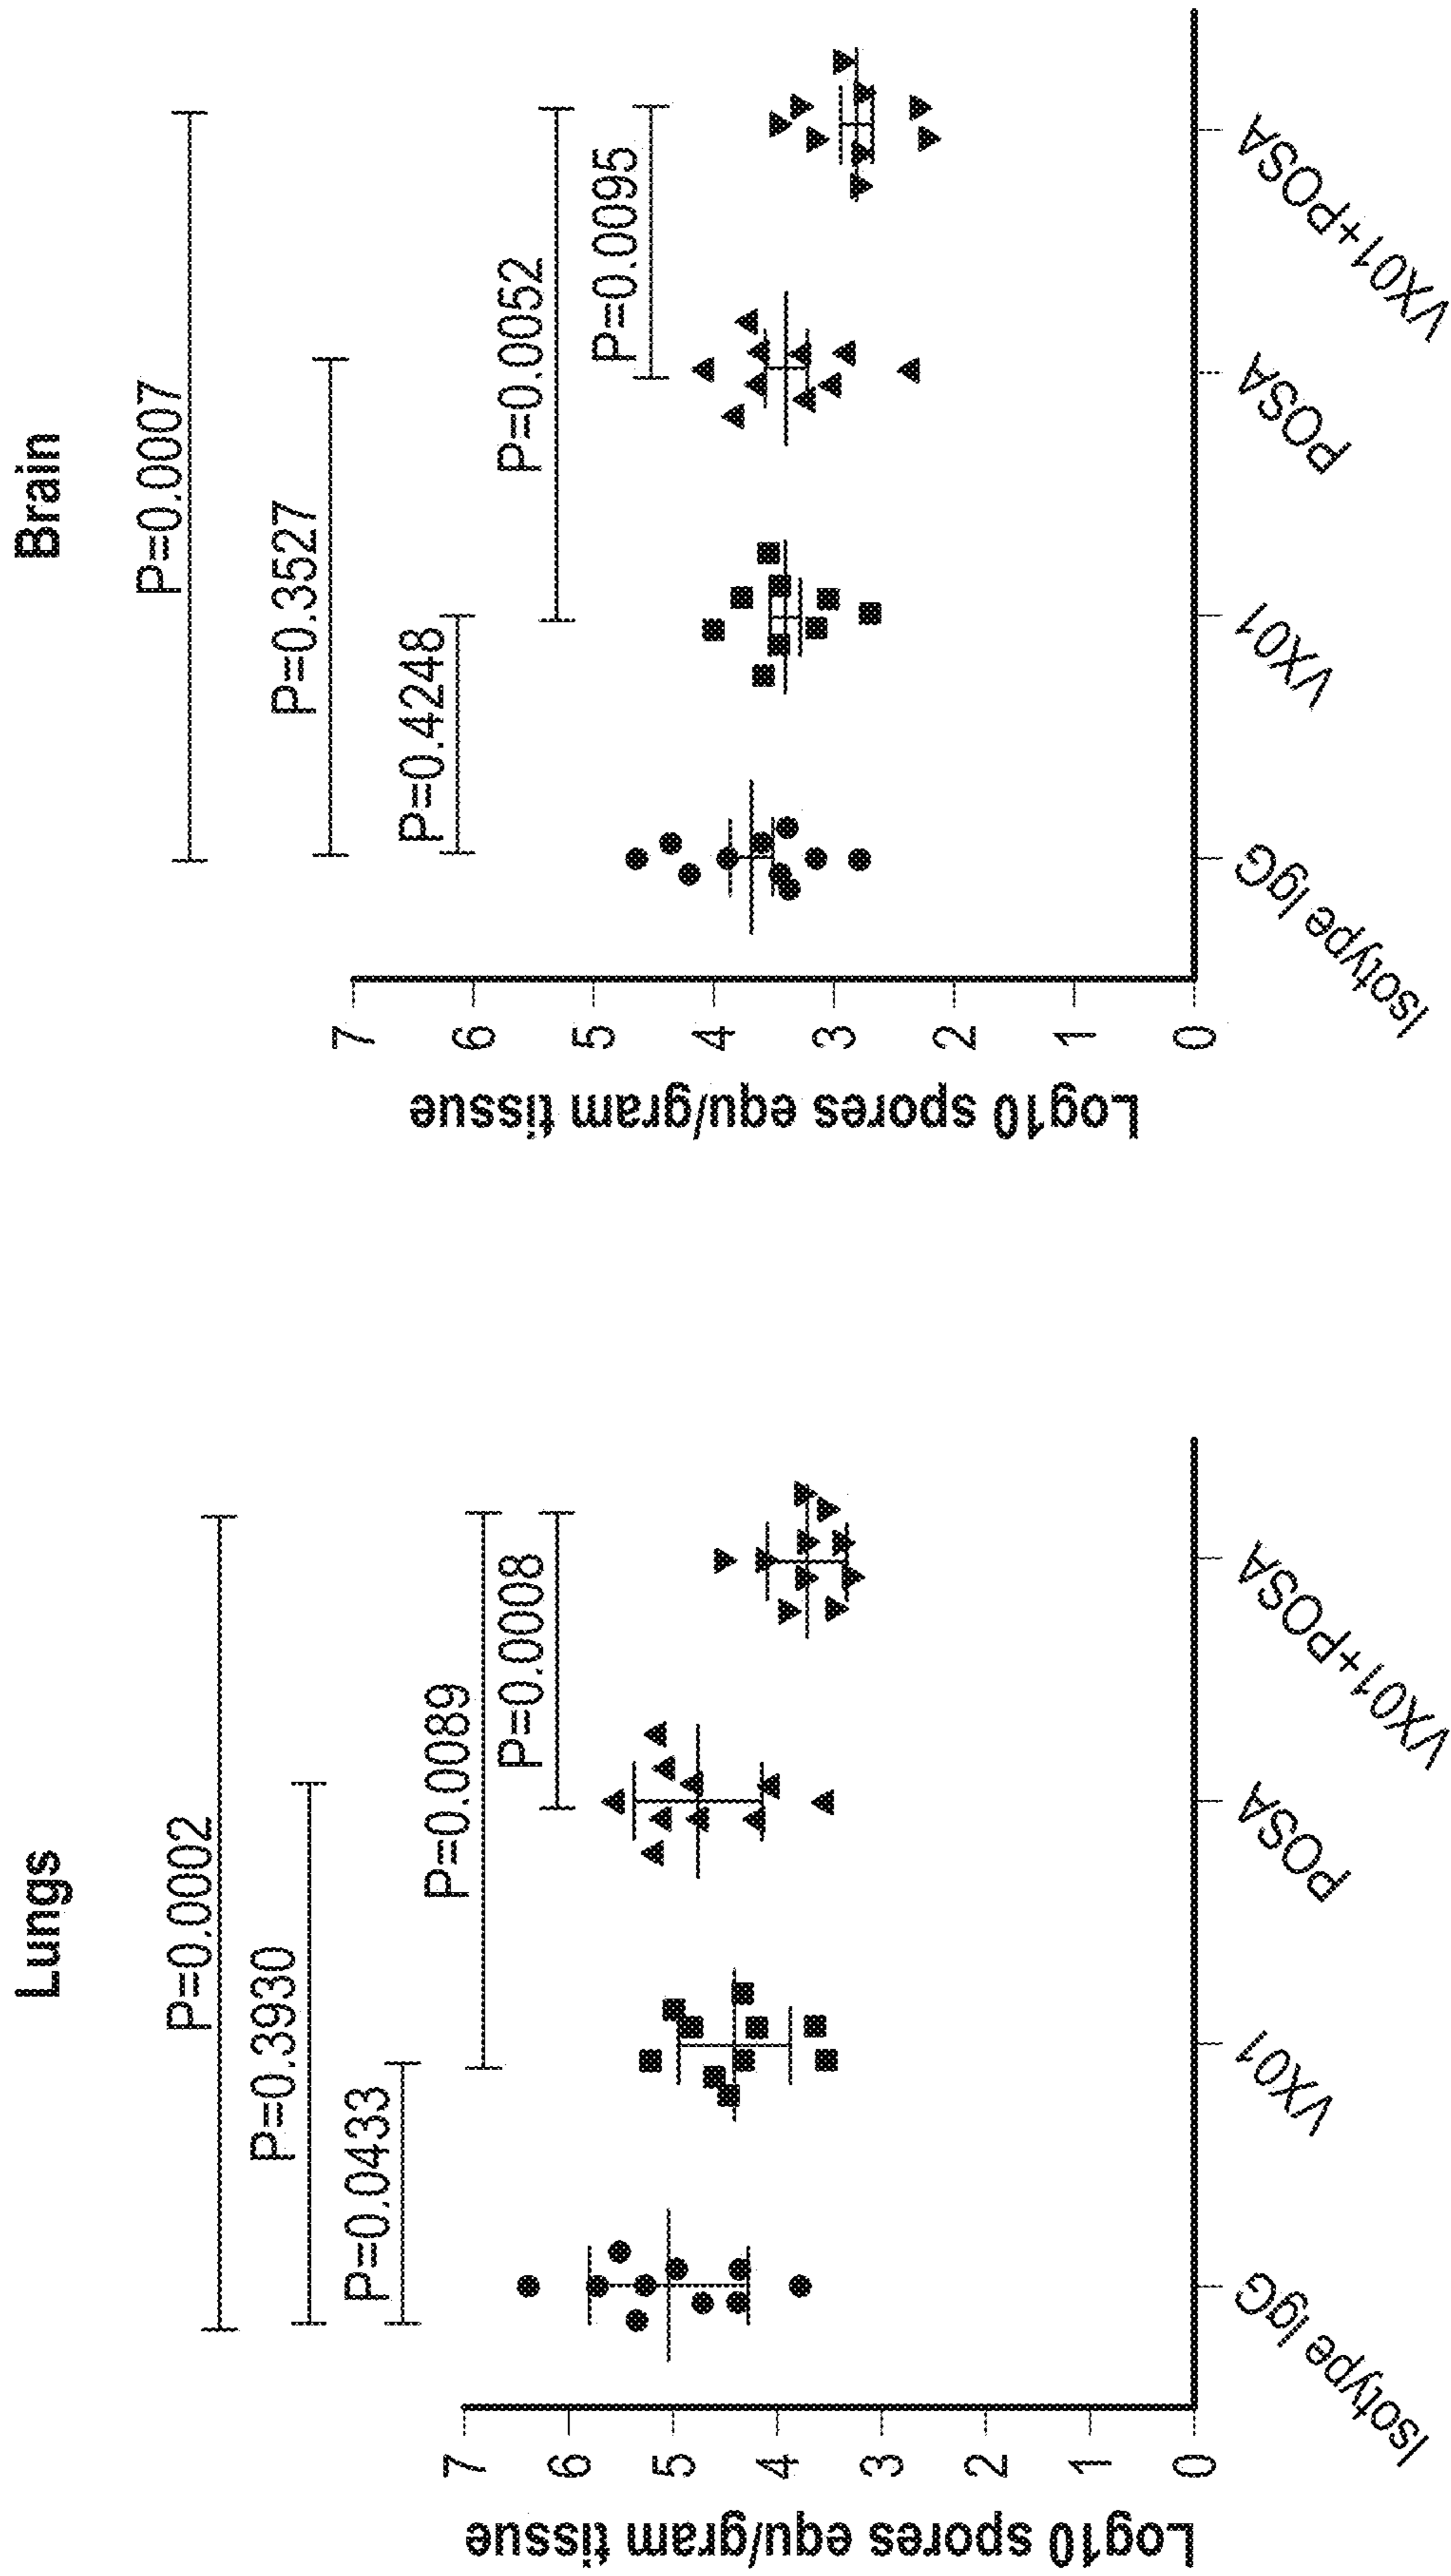 Lungs
P=0.0002
P=0.3930
P=0.0433
P=0.0089
P=0.0008
Log10 spores equ/gram tissue
7
6
5
4
3
2
1
0
Isotype IgG
VX01
POSA
VX01+POSA
Brain
P=0.0007
P=0.3527
P=0.4248
P=0.0052
P=0.0095
Log10 spores equ/gram tissue
7
6
5
4
3
2
1
0
Isotype IgG
VX01
POSA
VX01+POSA